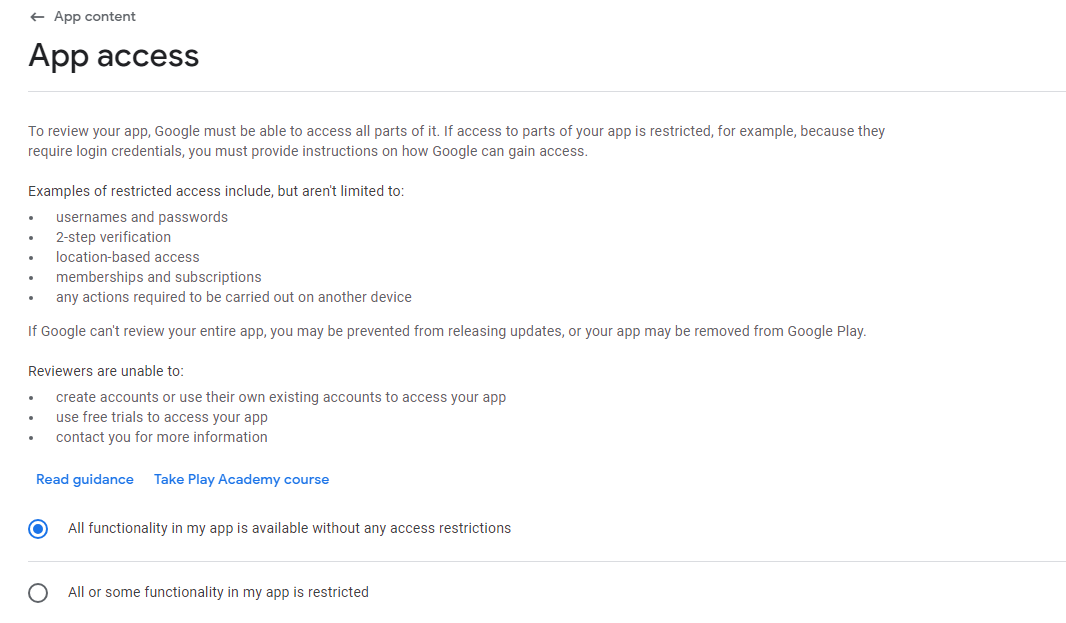 App content
App access
To review your app, Google must be able to access all parts of it. If access to parts of your app is restricted, for example, because they
require login credentials, you must provide instructions on how Google can gain access.
Examples of restricted access include, but aren't limited to:
• usernames and passwords
• 2-step verification
• location-based access
• memberships and subscriptions
• any actions required to be carried out on another device
If Google can't review your entire app, you may be prevented from releasing updates, or your app may be removed from Google Play.
Reviewers are unable to:
• create accounts or use their own existing accounts to access your app
• use free trials to access your app
• contact you for more information
Read guidance Take Play Academy course
All functionality in my app is available without any access restrictions
All or some functionality in my app is restricted